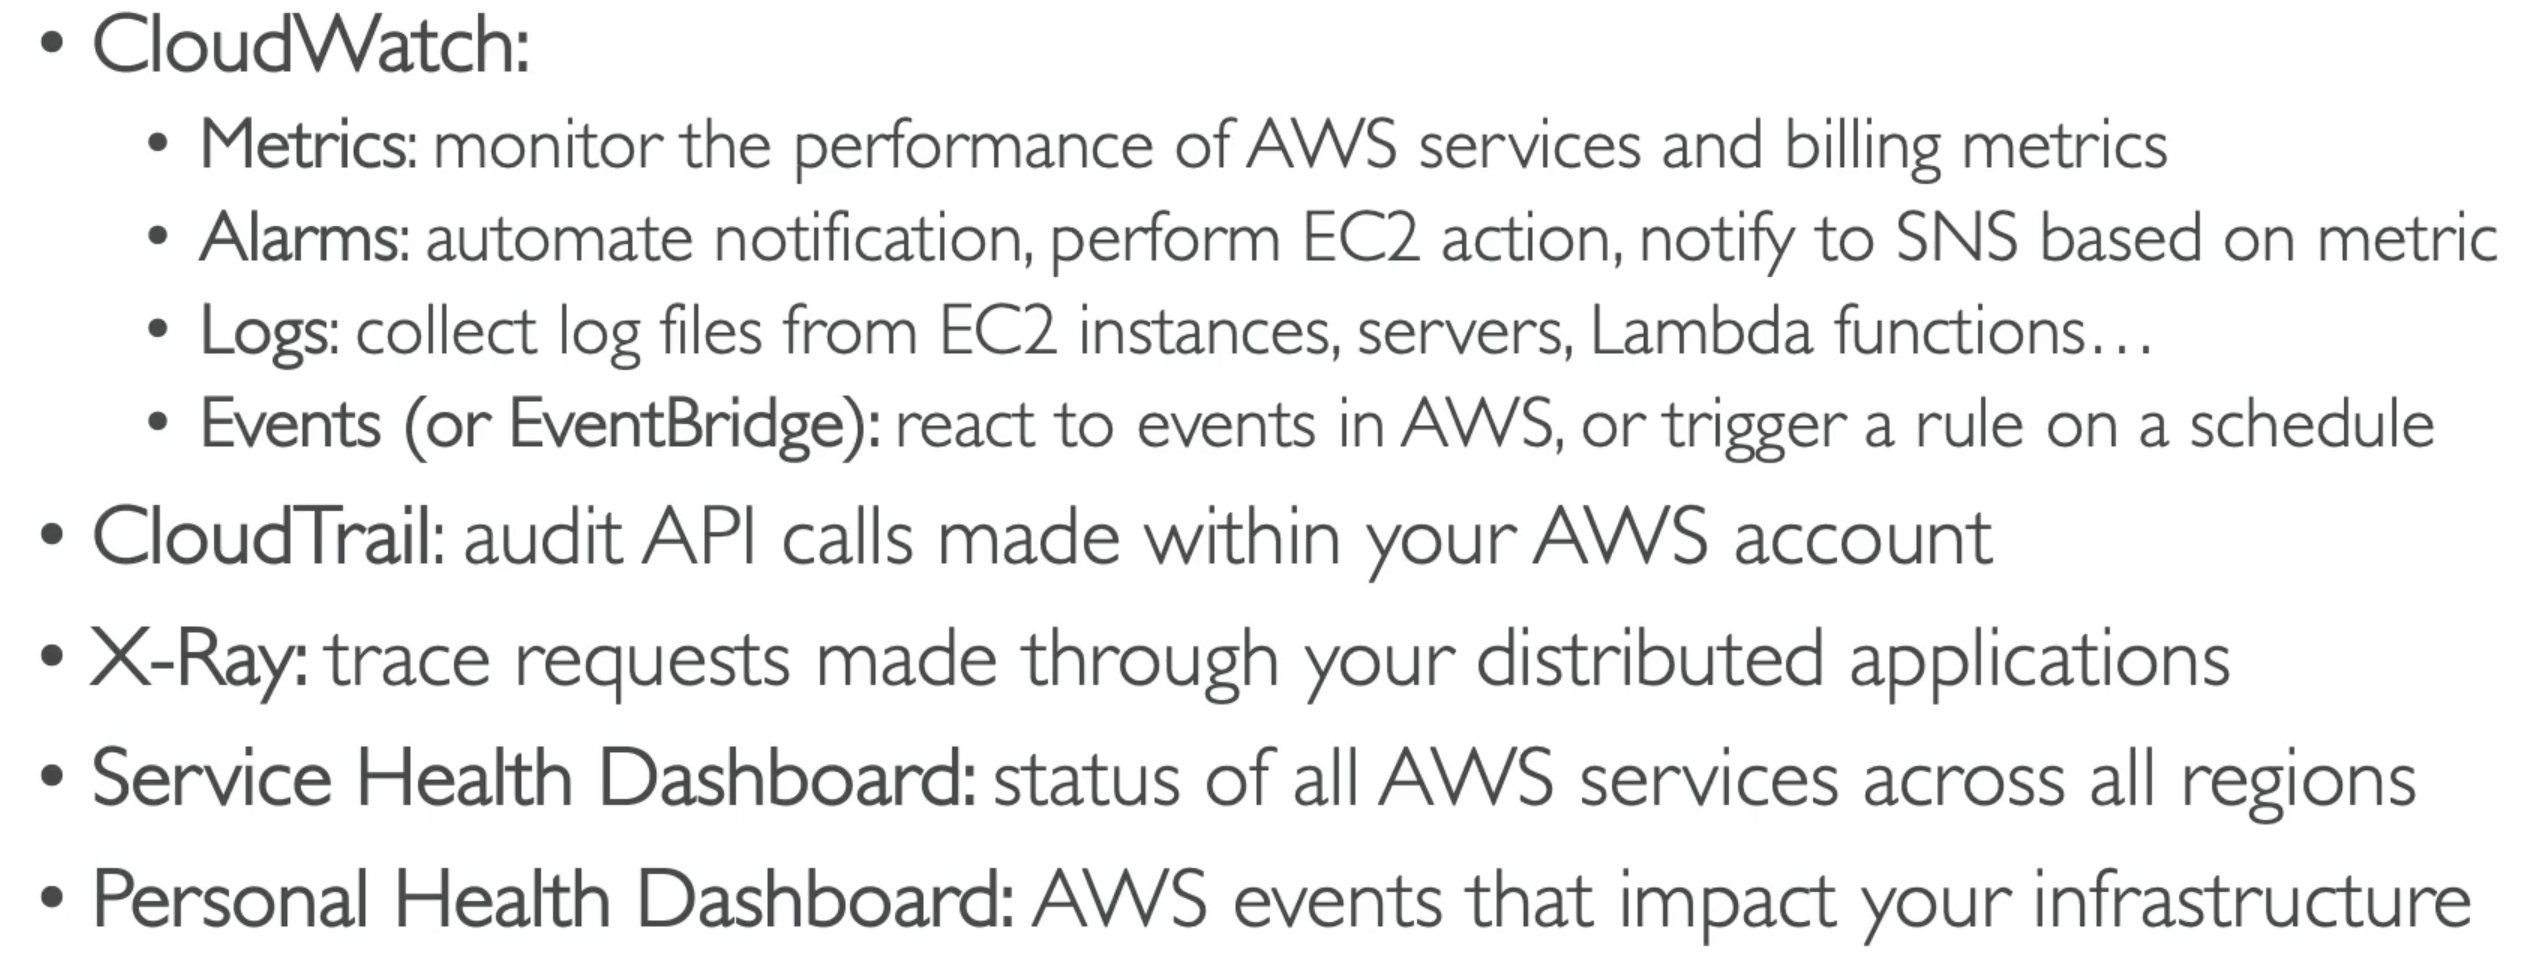 • CloudWatch:
• Metrics: monitor the performance of AWS services and billing metrics
• Alarms: automate notification, perform EC2 action, notify to SNS based on metric
• Logs: collect log files from EC2 instances, servers, Lambda functions…
• Events (or EventBridge): react to events in AWS, or trigger a rule on a schedule
• CloudTrail: audit API calls made within your AWS account
• X-Ray: trace requests made through your distributed applications
• Service Health Dashboard: status of all AWS services across all regions
• Personal Health Dashboard: AWS events that impact your infrastructure